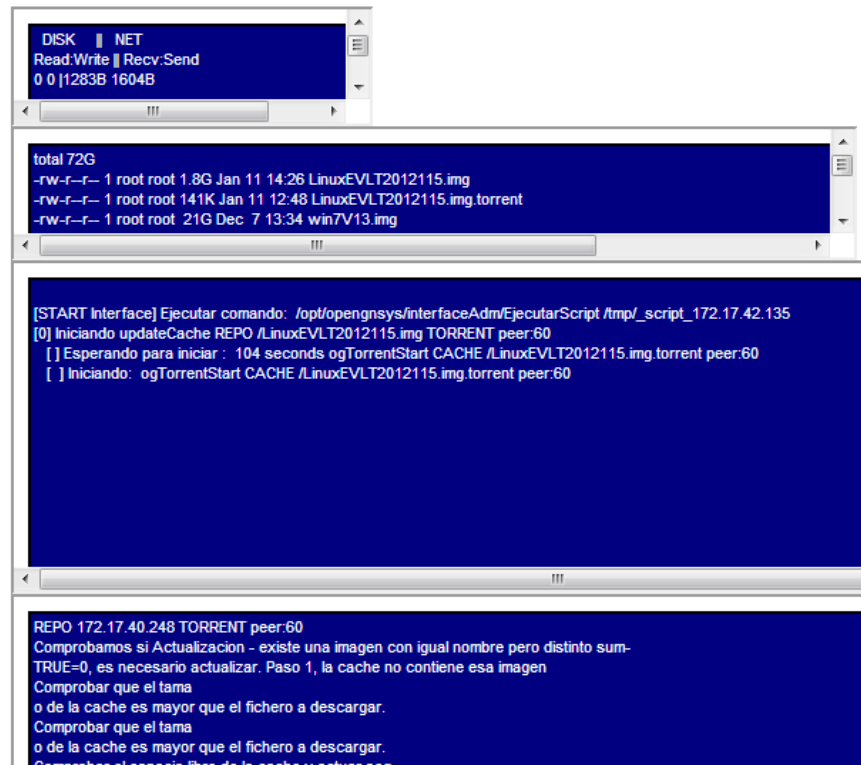 DISK || NET
Read:Write || Recv:Send
0 0 |1283B 1604B
total 72G
-rw-r--r-- 1 root root 1.8G Jan 11 14:26 LinuxEVLT2012115.img
-rw-r--r-- 1 root root 141K Jan 11 12:48 LinuxEVLT2012115.img.torrent
-rw-r--r-- 1 root root 21G Dec 7 13:34 win7V13.img
[START Interface] Ejecutar comando: /opt/opengnsys/interfaceAdm/EjecutarScript /tmp/_script_172.17.42.135
[0] Iniciando updateCache REPO /LinuxEVLT2012115.img TORRENT peer:60
[ ] Esperando para iniciar : 104 seconds ogTorrentStart CACHE /LinuxEVLT2012115.img.torrent peer:60
[ ] Iniciando: ogTorrentStart CACHE /LinuxEVLT2012115.img.torrent peer:60
REPO 172.17.40.248 TORRENT peer:60
Comprobamos si Actualizacion - existe una imagen con igual nombre pero distinto sum-
TRUE=0, es necesario actualizar. Paso 1, la cache no contiene esa imagen
Comprobar que el tama
o de la cache es mayor que el fichero a descargar.
Comprobar que el tama
o de la cache es mayor que el fichero a descargar.